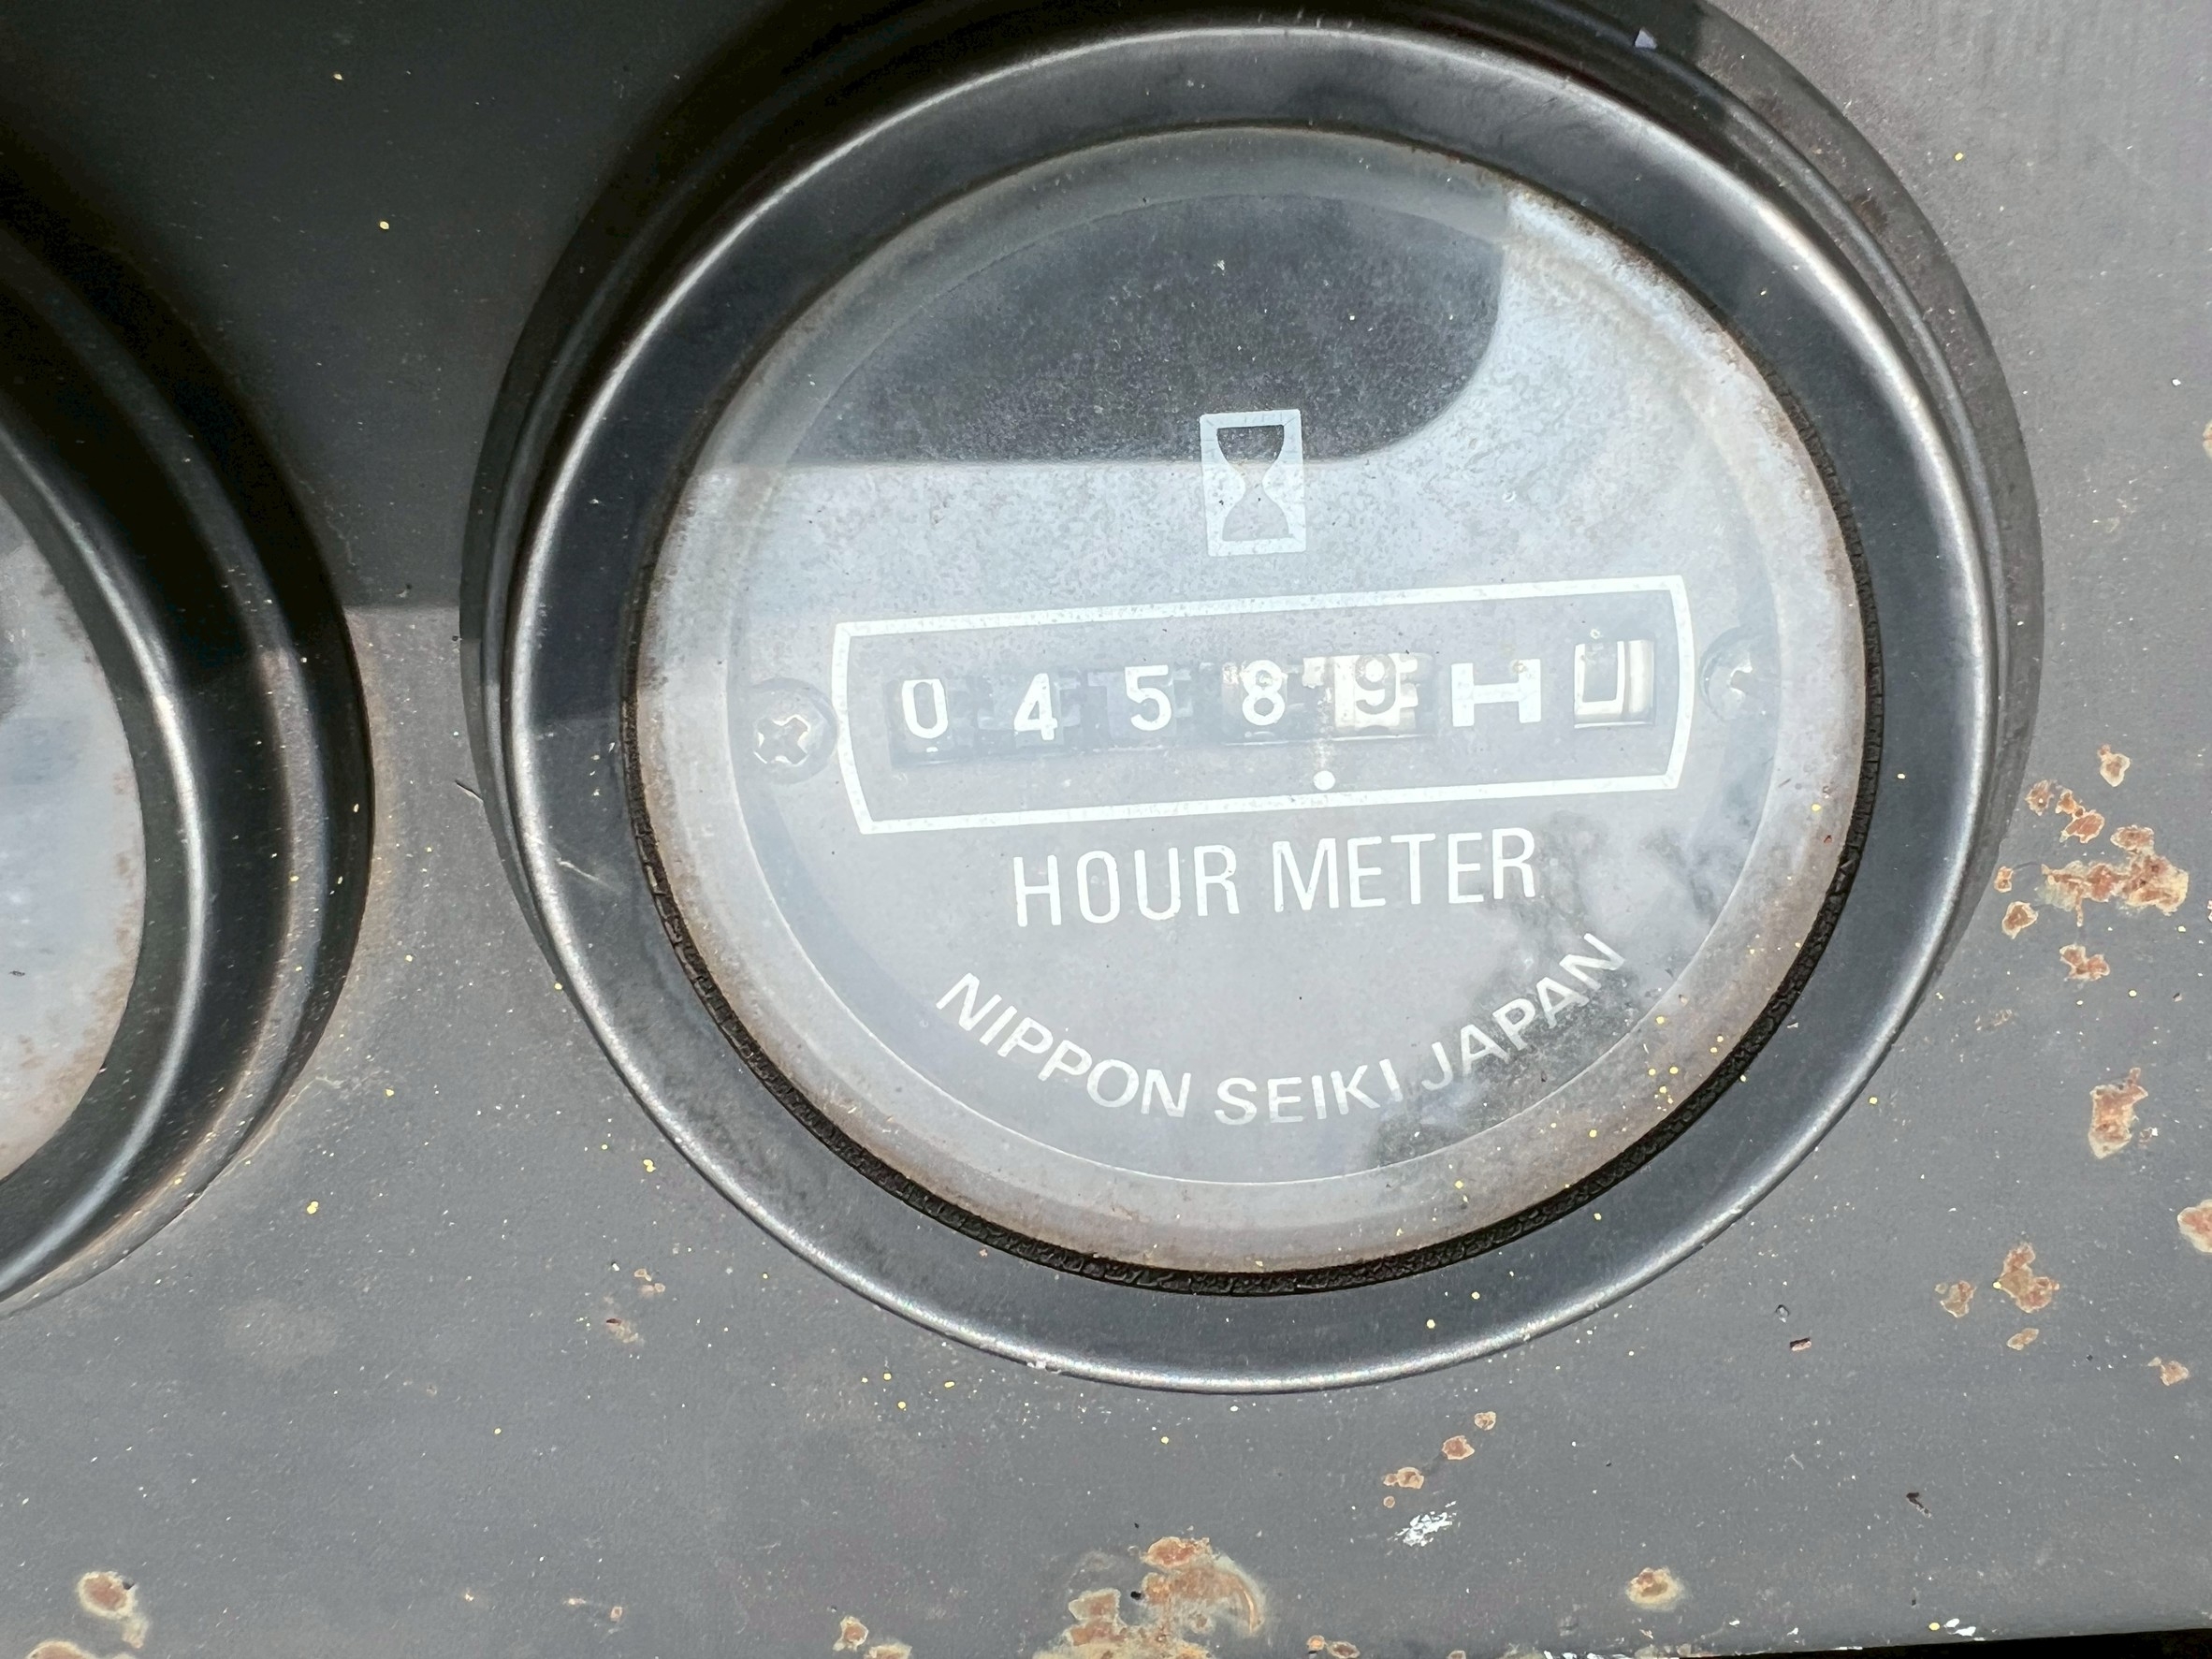 04589H
HOUR METER
NIPPON SEIKI JAPAN